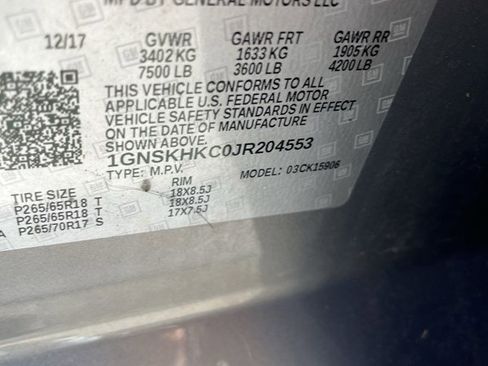 MFD BY GENERAL MOTORS LLC
12/17 GVWR GAWR FRT GAWR RR
3402 KG 1633 KG 1905 KG
7500 LB 3600 LB 4200 LB
THIS VEHICLE CONFORMS TO ALL
APPLICABLE U.S. FEDERAL MOTOR
VEHICLE SAFETY STANDARDS IN EFFECT
ON THE DATE OF MANUFACTURE
SHOWN ABOVE.
1GNSKHKC0JR204553
TYPE: M.P.V. MODEL: 03CK15906
TIRE SIZE RIM
P265/65R18 T 18X8.5J
P265/65R18 T 18X8.5J
P265/70R17 S 17X7.5J